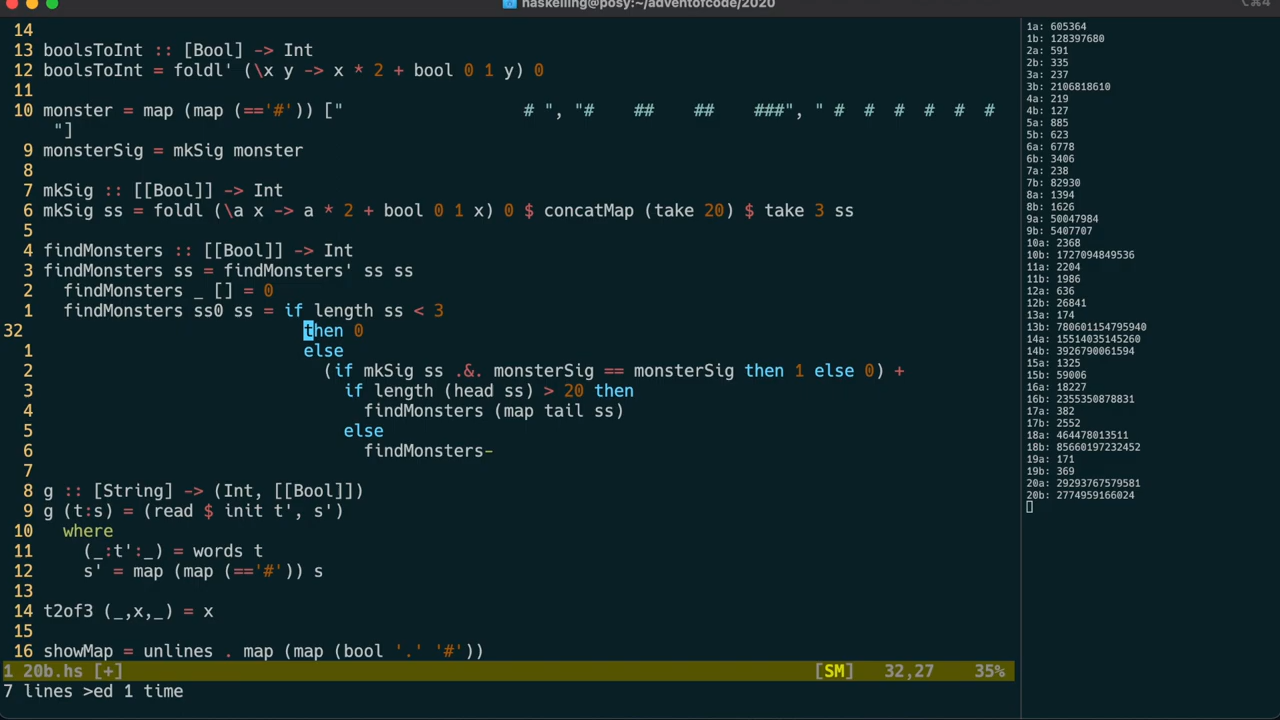 haskelling@posy:~/adventofcode/2020
⌥⌘4
14
13 boolsToInt :: [Bool] -> Int
12 boolsToInt = foldl' (\x y -> x * 2 + bool 0 1 y) 0
11
10 monster = map (map (=='#')) ["                  # ", "#    ##    ##    ###", " #  #  #  #  #  #
"]
9 monsterSig = mkSig monster
8
7 mkSig :: [[Bool]] -> Int
6 mkSig ss = foldl (\a x -> a * 2 + bool 0 1 x) 0 $ concatMap (take 20) $ take 3 ss
5
4 findMonsters :: [[Bool]] -> Int
3 findMonsters ss = findMonsters' ss ss
2   findMonsters _ [] = 0
1   findMonsters ss0 ss = if length ss < 3
32                           then 0
1                           else
2                             (if mkSig ss .&. monsterSig == monsterSig then 1 else 0) +
3                               if length (head ss) > 20 then
4                                 findMonsters (map tail ss)
5                               else
6                                 findMonsters-
7
8 g :: [String] -> (Int, [[Bool]])
9 g (t:s) = (read $ init t', s')
10   where
11     (_:t':_) = words t
12     s' = map (map (=='#')) s
13
14 t2of3 (_,x,_) = x
15
16 showMap = unlines . map (map (bool '.' '#'))
1 20b.hs [+] [SM] 32,27 35%
7 lines >ed 1 time
1a: 605364
1b: 128397680
2a: 591
2b: 335
3a: 237
3b: 2106818610
4a: 219
4b: 127
5a: 885
5b: 623
6a: 6778
6b: 3406
7a: 238
7b: 82930
8a: 1394
8b: 1626
9a: 50047984
9b: 5407707
10a: 2368
10b: 1727094849536
11a: 2204
11b: 1986
12a: 636
12b: 26841
13a: 174
13b: 780601154795940
14a: 15514035145260
14b: 3926790061594
15a: 1325
15b: 59006
16a: 18227
16b: 2355350878831
17a: 382
17b: 2552
18a: 464478013511
18b: 85660197232452
19a: 171
19b: 369
20a: 29293767579581
20b: 2774959166024